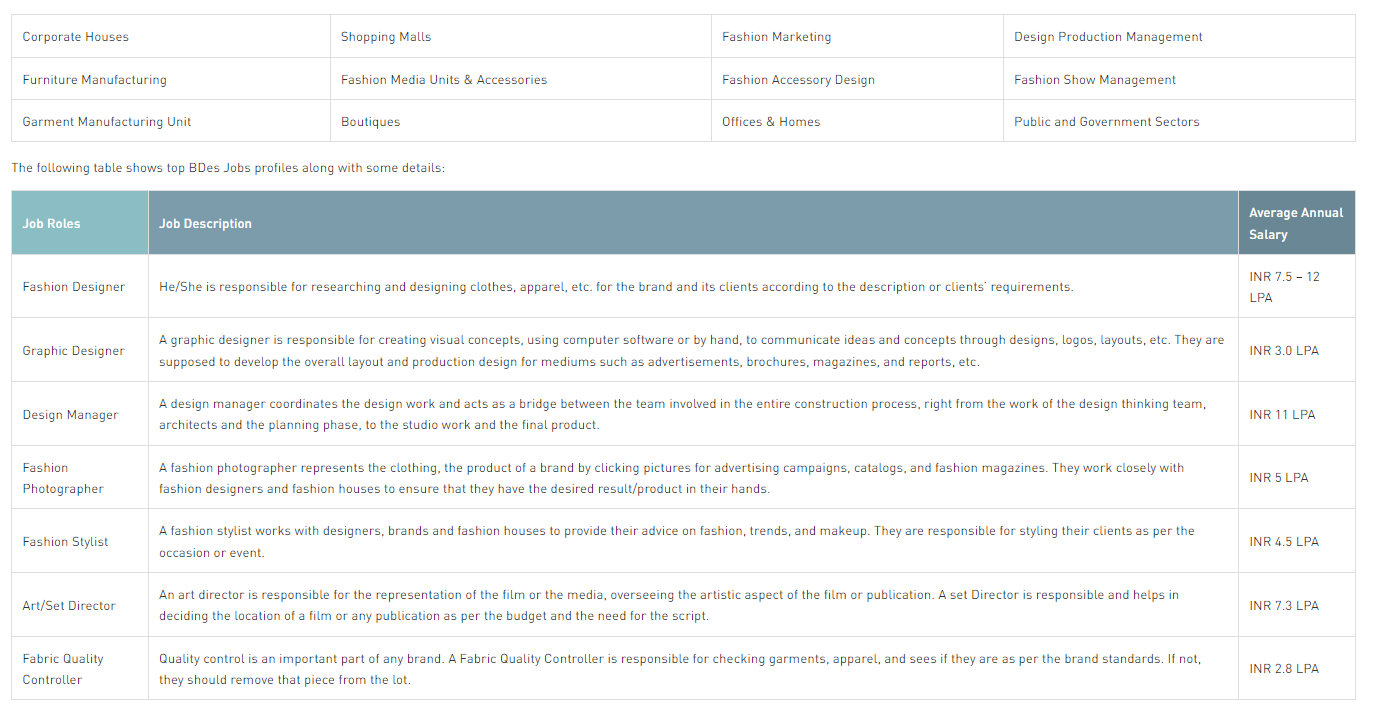 Corporate Houses
Shopping Malls
Fashion Marketing
Design Production Management
Furniture Manufacturing
Fashion Media Units & Accessories
Fashion Accessory Design
Fashion Show Management
Garment Manufacturing Unit
Boutiques
Offices & Homes
Public and Government Sectors
The following table shows top BDes Jobs profiles along with some details:
Job Roles
Job Description
Average Annual
Salary
Fashion Designer
He/She is responsible for researching and designing clothes, apparel, etc. for the brand and its clients according to the description or clients' requirements.
INR 7.5 – 12
LPA
Graphic Designer
A graphic designer is responsible for creating visual concepts, using computer software or by hand, to communicate ideas and concepts through designs, logos, layouts, etc. They are
supposed to develop the overall layout and production design for mediums such as advertisements, brochures, magazines, and reports, etc.
INR 3.0 LPA
Design Manager
A design manager coordinates the design work and acts as a bridge between the team involved in the entire construction process, right from the work of the design thinking team,
architects and the planning phase, to the studio work and the final product.
INR 11 LPA
Fashion
Photographer
A fashion photographer represents the clothing, the product of a brand by clicking pictures for advertising campaigns, catalogs, and fashion magazines. They work closely with
fashion designers and fashion houses to ensure that they have the desired result/product in their hands.
INR 5 LPA
Fashion Stylist
A fashion stylist works with designers, brands and fashion houses to provide their advice on fashion, trends, and makeup. They are responsible for styling their clients as per the
occasion or event.
INR 4.5 LPA
Art/Set Director
An art director is responsible for the representation of the film or the media, overseeing the artistic aspect of the film or publication. A set Director is responsible and helps in
deciding the location of a film or any publication as per the budget and the need for the script.
INR 7.3 LPA
Fabric Quality
Controller
Quality control is an important part of any brand. A Fabric Quality Controller is responsible for checking garments, apparel, and sees if they are as per the brand standards. If not,
they should remove that piece from the lot.
INR 2.8 LPA